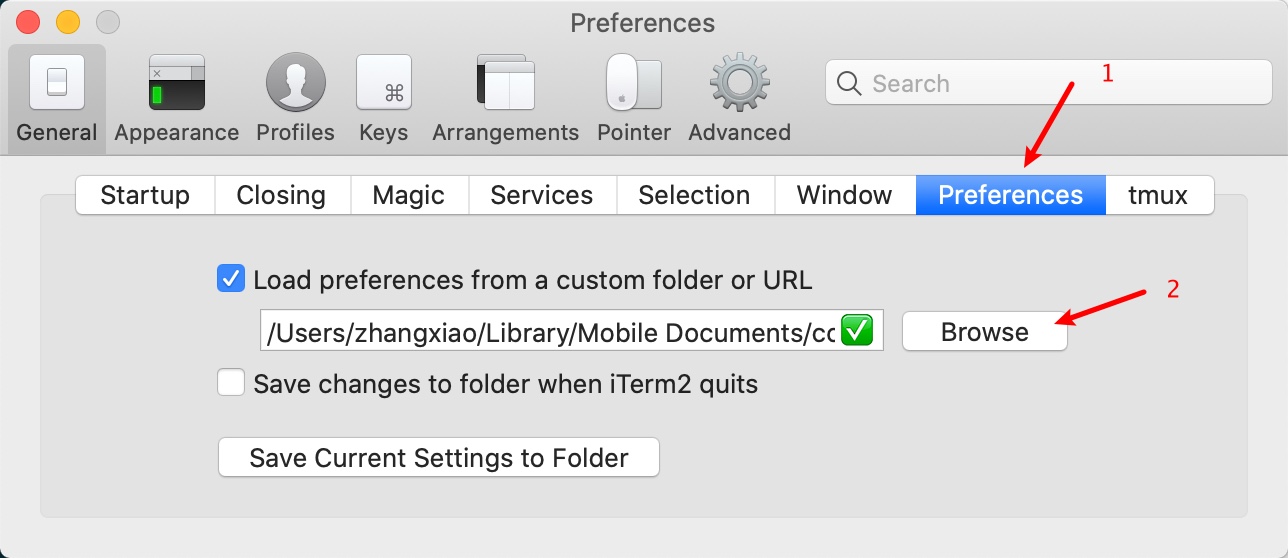 Preferences
General Appearance Profiles Keys Arrangements Pointer Advanced
Search
1
Startup Closing Magic Services Selection Window Preferences tmux
Load preferences from a custom folder or URL
2
/Users/zhangxiao/Library/Mobile Documents/co
Browse
Save changes to folder when iTerm2 quits
Save Current Settings to Folder